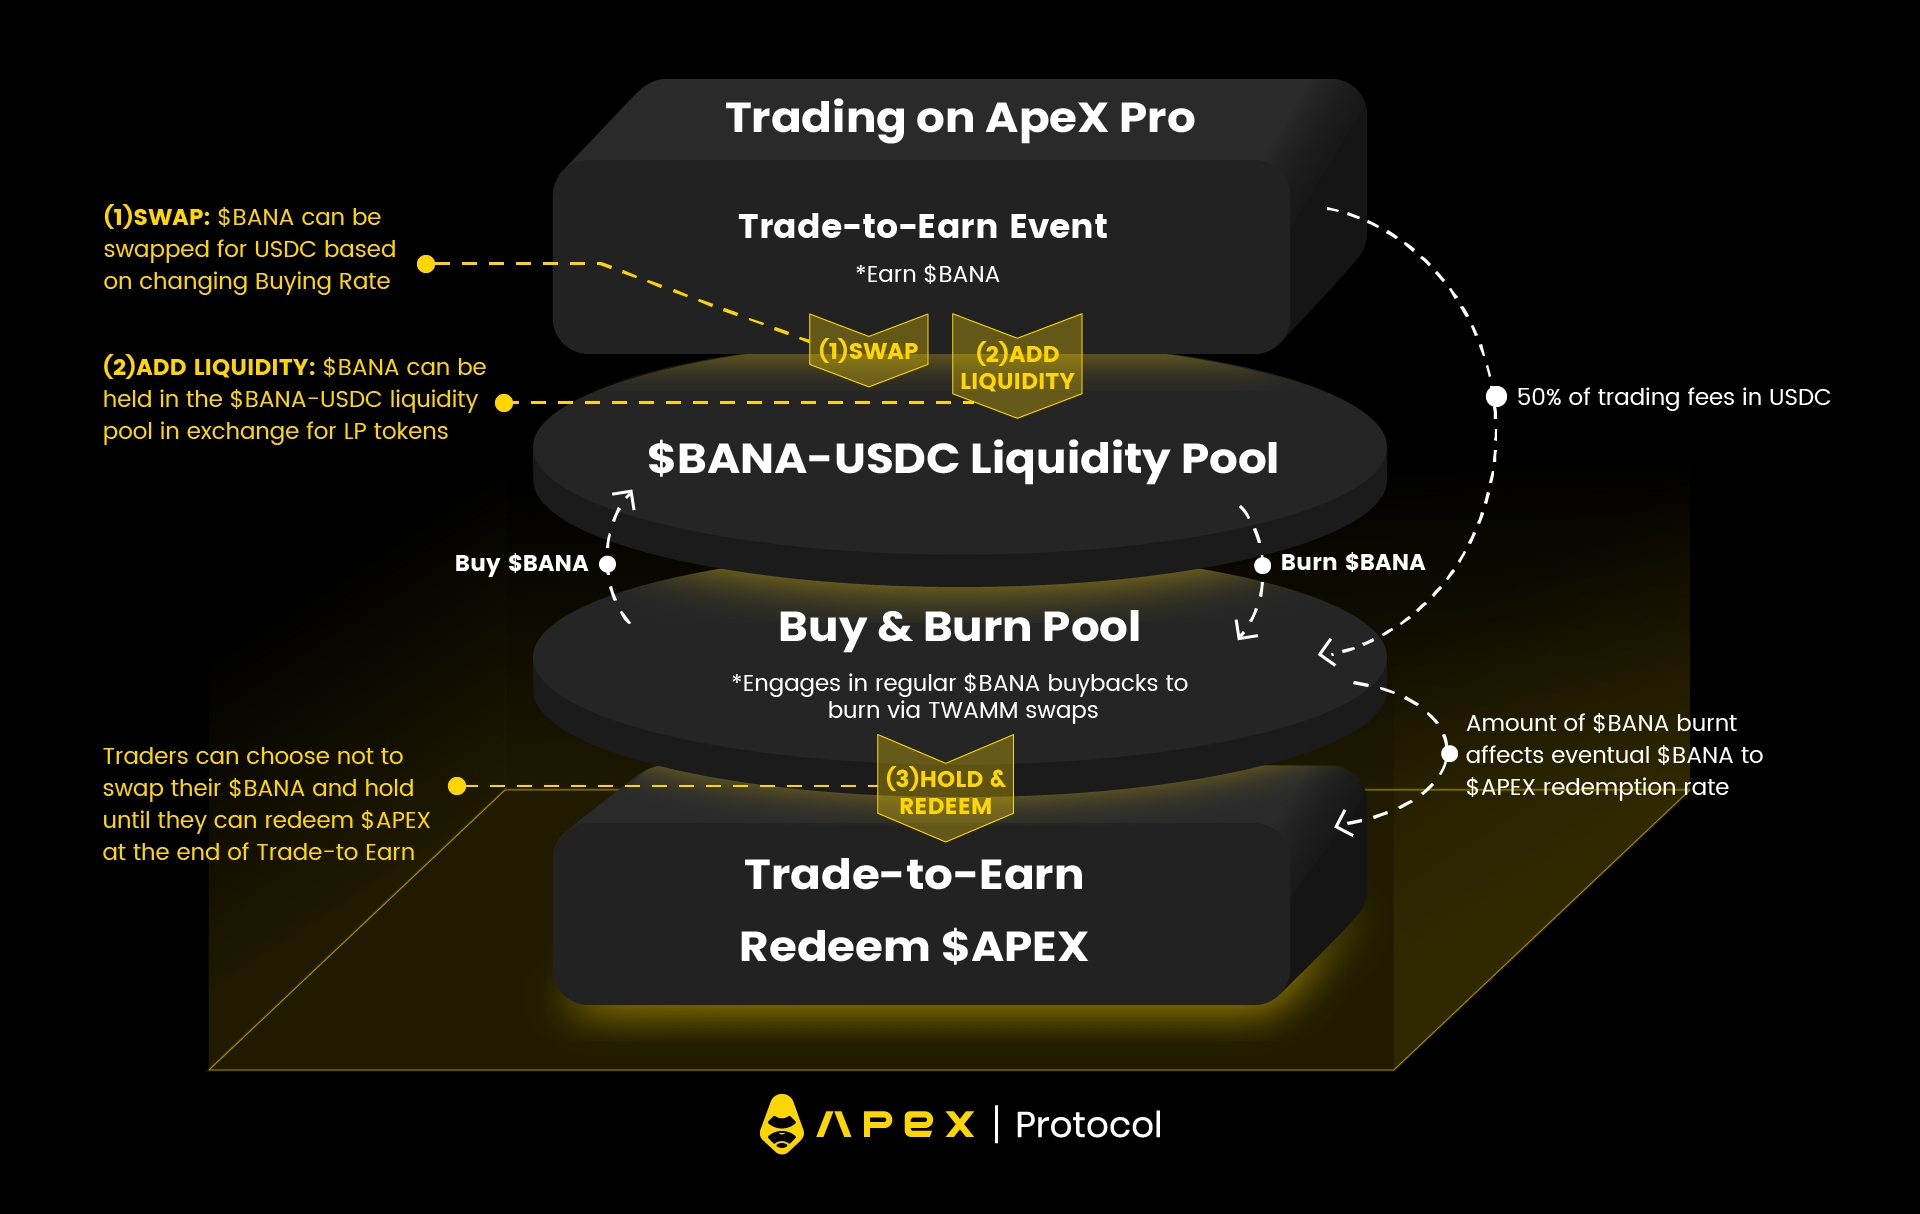 Trading on ApeX Pro
Trade-to-Earn Event
*Earn $BANA
(1)SWAP: $BANA can be
swapped for USDC based
on changing Buying Rate
(2)ADD LIQUIDITY: $BANA can be
held in the $BANA-USDC liquidity
pool in exchange for LP tokens
(1)SWAP
(2)ADD
LIQUIDITY
50% of trading fees in USDC
$BANA-USDC Liquidity Pool
Buy $BANA
Burn $BANA
Buy & Burn Pool
*Engages in regular $BANA buybacks to
burn via TWAMM swaps
Amount of $BANA burnt
affects eventual $BANA to
$APEX redemption rate
Traders can choose not to
swap their $BANA and hold
until they can redeem $APEX
at the end of Trade-to Earn
(3)HOLD &
REDEEM
Trade-to-Earn
Redeem $APEX
APEX | Protocol